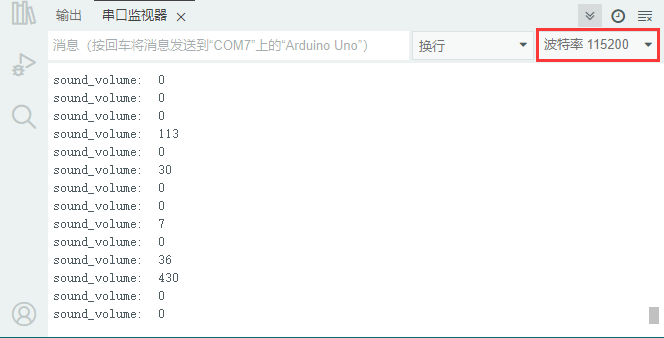 输出 串口监视器
消息（按回车将消息发送到“COM7”上的“Arduino Uno”） 换行 波特率 115200
sound_volume: 0
sound_volume: 0
sound_volume: 0
sound_volume: 113
sound_volume: 0
sound_volume: 30
sound_volume: 0
sound_volume: 0
sound_volume: 7
sound_volume: 0
sound_volume: 36
sound_volume: 430
sound_volume: 0
sound_volume: 0